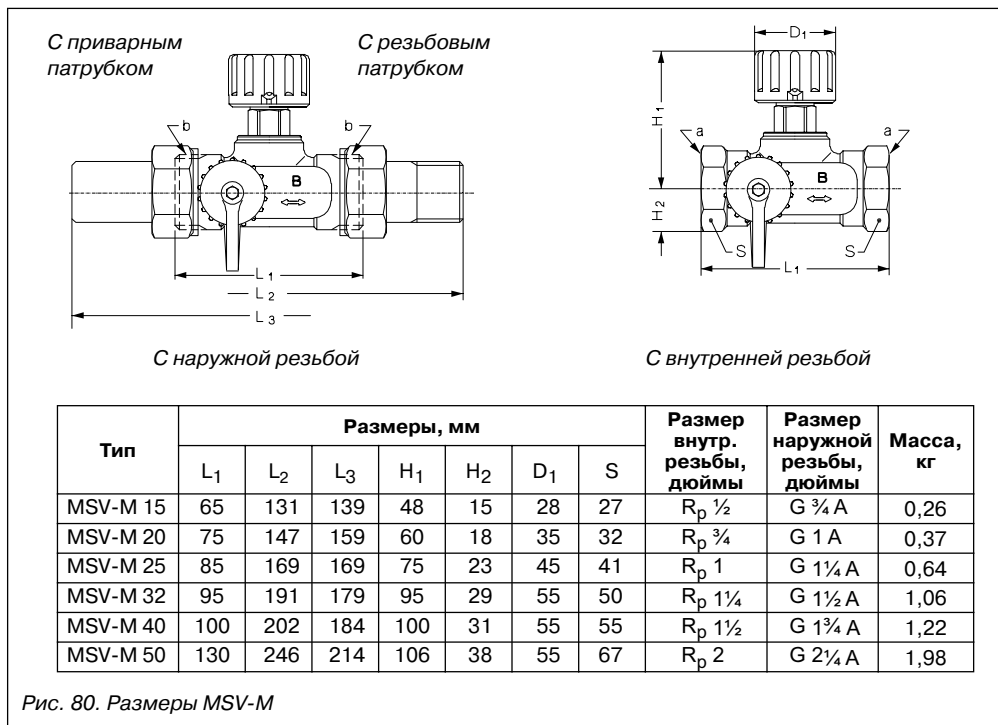 С приварным
патрубком
С резьбовым
патрубком
b
b
B
L1
L2
L3
D1
H1
H2
a
a
B
S
S
L1
С наружной резьбой
С внутренней резьбой
Тип
Размеры, мм
Размер внутр. резьбы, дюймы
Размер наружной резьбы, дюймы
Масса, кг
L1 L2 L3 H1 H2 D1 S
MSV-M 15 65 131 139 48 15 28 27 Rp ½ G ¾ A 0,26
MSV-M 20 75 147 159 60 18 35 32 Rp ¾ G 1 A 0,37
MSV-M 25 85 169 169 75 23 45 41 Rp 1 G 1¼ A 0,64
MSV-M 32 95 191 179 95 29 55 50 Rp 1¼ G 1½ A 1,06
MSV-M 40 100 202 184 100 31 55 55 Rp 1½ G 1¾ A 1,22
MSV-M 50 130 246 214 106 38 55 67 Rp 2 G 2¼ A 1,98
Рис. 80. Размеры MSV-M